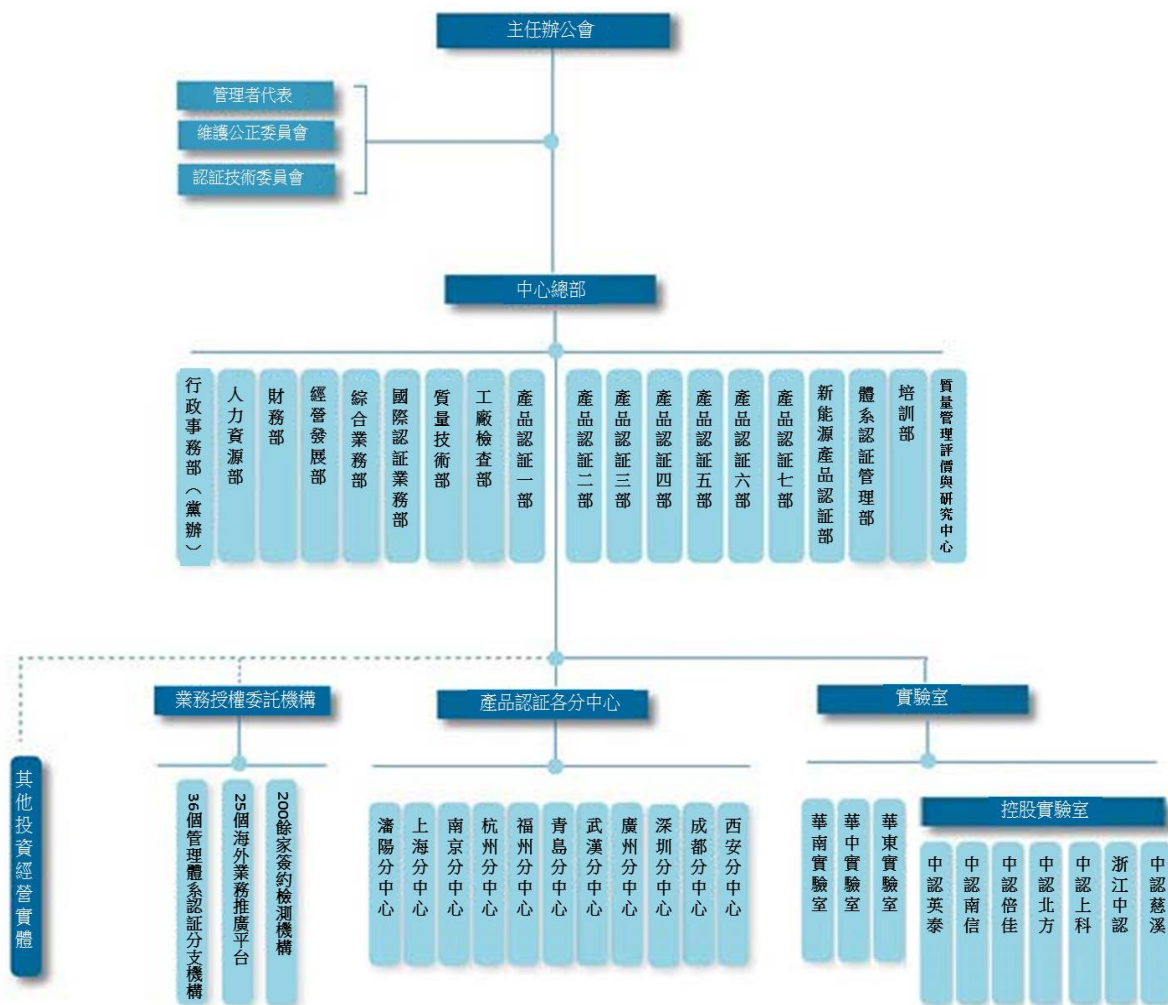 主任辦公會
管理者代表
維護公正委員會
認証技術委員會
中心總部
行政事務部（黨辦）
人力資源部
財務部
經營發展部
綜合業務部
國際認証業務部
質量技術部
工廠檢查部
產品認証一部
產品認証二部
產品認証三部
產品認証四部
產品認証五部
產品認証六部
產品認証七部
新能源產品認証部
體系認証管理部
培訓部
質量管理評價與研究中心
其他投資經營實體
業務授權委託機構
36個管理體系認証分支機構
25個海外業務推廣平台
200餘家簽約檢測機構
產品認証各分中心
瀋陽分中心
上海分中心
南京分中心
杭州分中心
福州分中心
青島分中心
武漢分中心
廣州分中心
深圳分中心
成都分中心
西安分中心
實驗室
華南實驗室
華中實驗室
華東實驗室
控股實驗室
中認英泰
中認南信
中認倍佳
中認北方
中認上科
浙江中認
中認慈溪